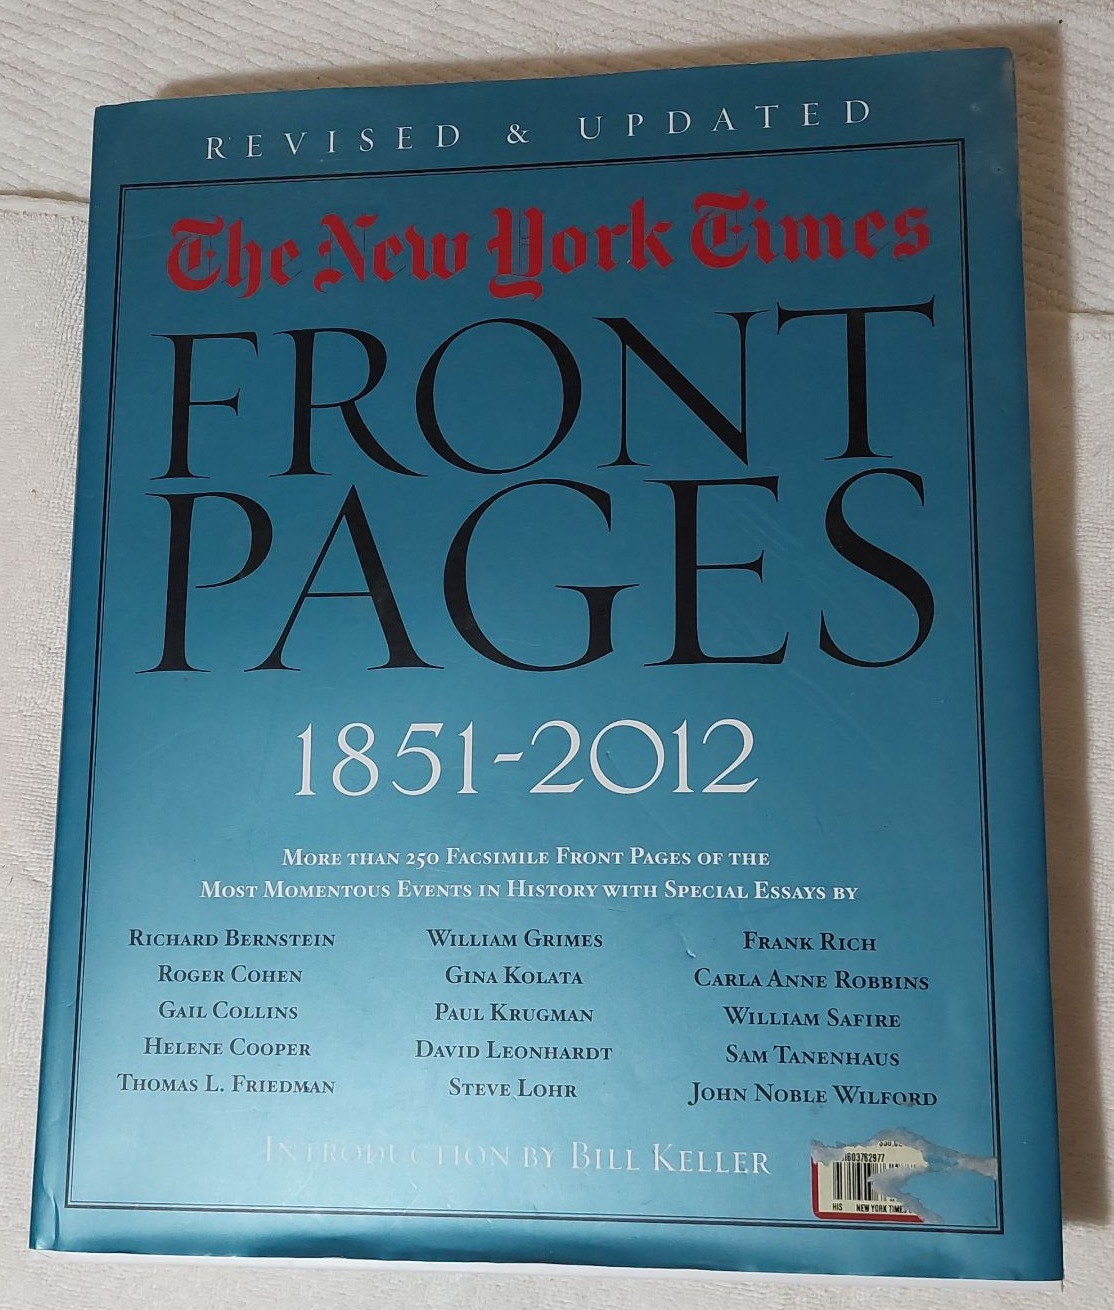 REVISED & UPDATED
The New York Times
FRONT
PAGES
1851-2012
MORE THAN 250 FACSIMILE FRONT PAGES OF THE
MOST MOMENTOUS EVENTS IN HISTORY WITH SPECIAL ESSAYS BY
RICHARD BERNSTEIN
ROGER COHEN
GAIL COLLINS
HELENE COOPER
THOMAS L. FRIEDMAN
WILLIAM GRIMES
GINA KOLATA
PAUL KRUGMAN
DAVID LEONHARDT
STEVE LOHR
FRANK RICH
CARLA ANNE ROBBINS
WILLIAM SAFIRE
SAM TANENHAUS
JOHN NOBLE WILFORD
INTRODUCTION BY BILL KELLER
HIS NEW YORK TIMES